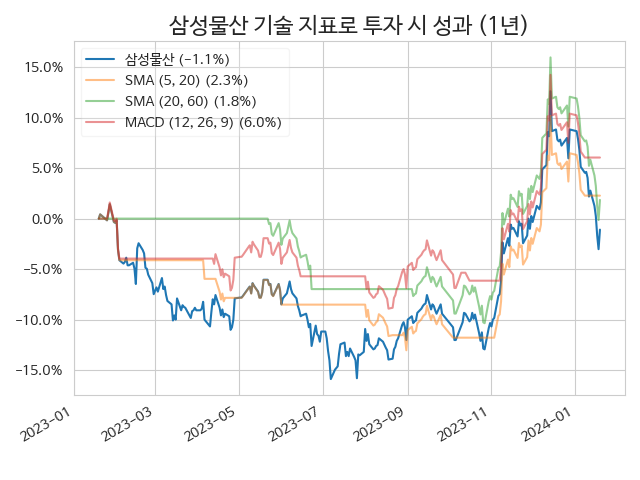 삼성물산 기술 지표로 투자 시 성과 (1년)
삼성물산 (−1.1%)
SMA (5, 20) (2.3%)
SMA (20, 60) (1.8%)
MACD (12, 26, 9) (6.0%)
15.0%
10.0%
5.0%
0.0%
−5.0%
−10.0%
−15.0%
2023-01
2023-03
2023-05
2023-07
2023-09
2023-11
2024-01